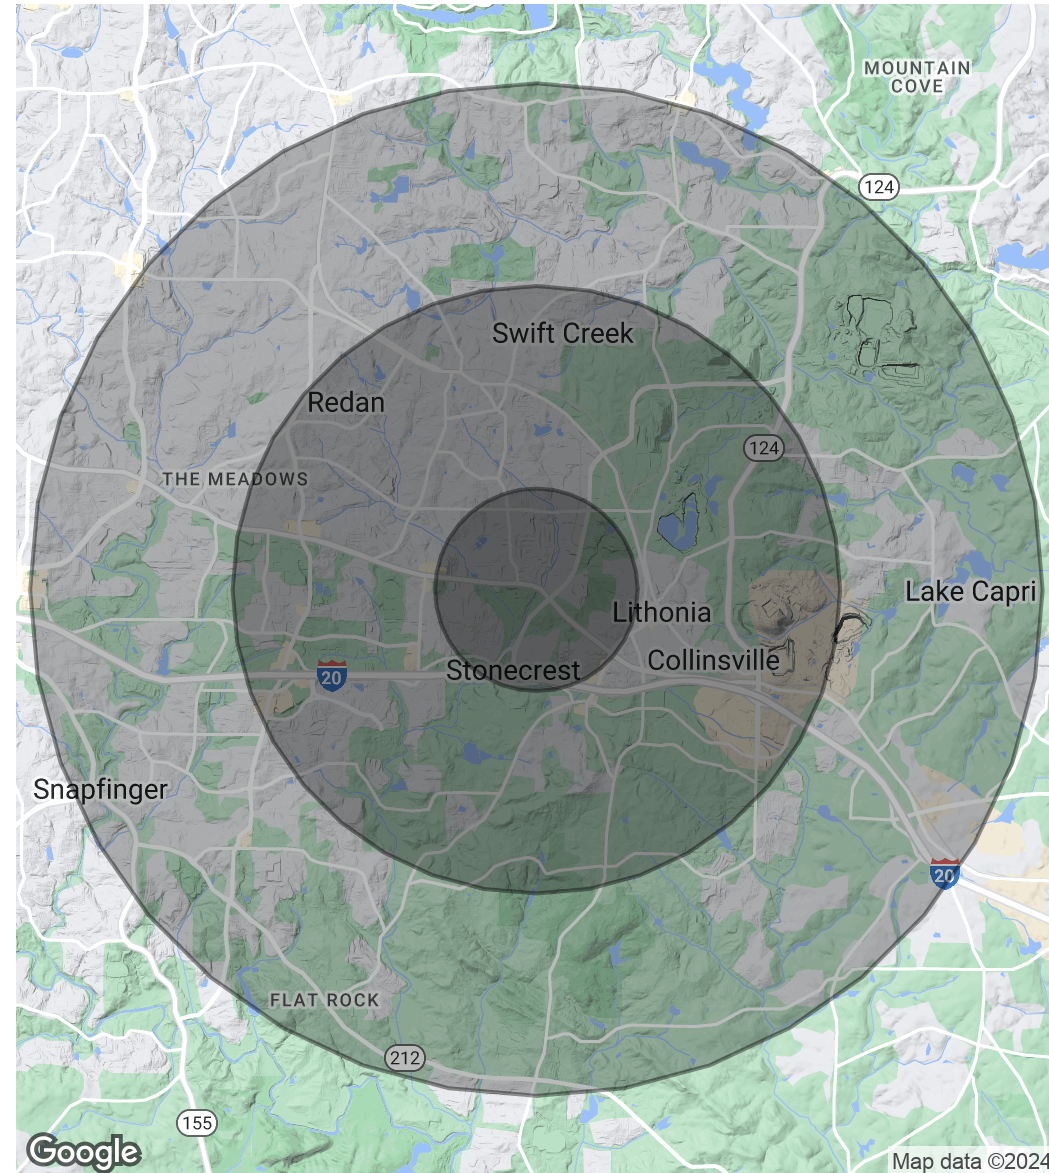 MOUNTAIN
COVE
124
Swift Creek
Redan
124
THE MEADOWS
Lake Capri
Lithonia
Collinsville
Stonecrest
20
Snapfinger
20
FLAT ROCK
212
155
Google
Map data ©2024